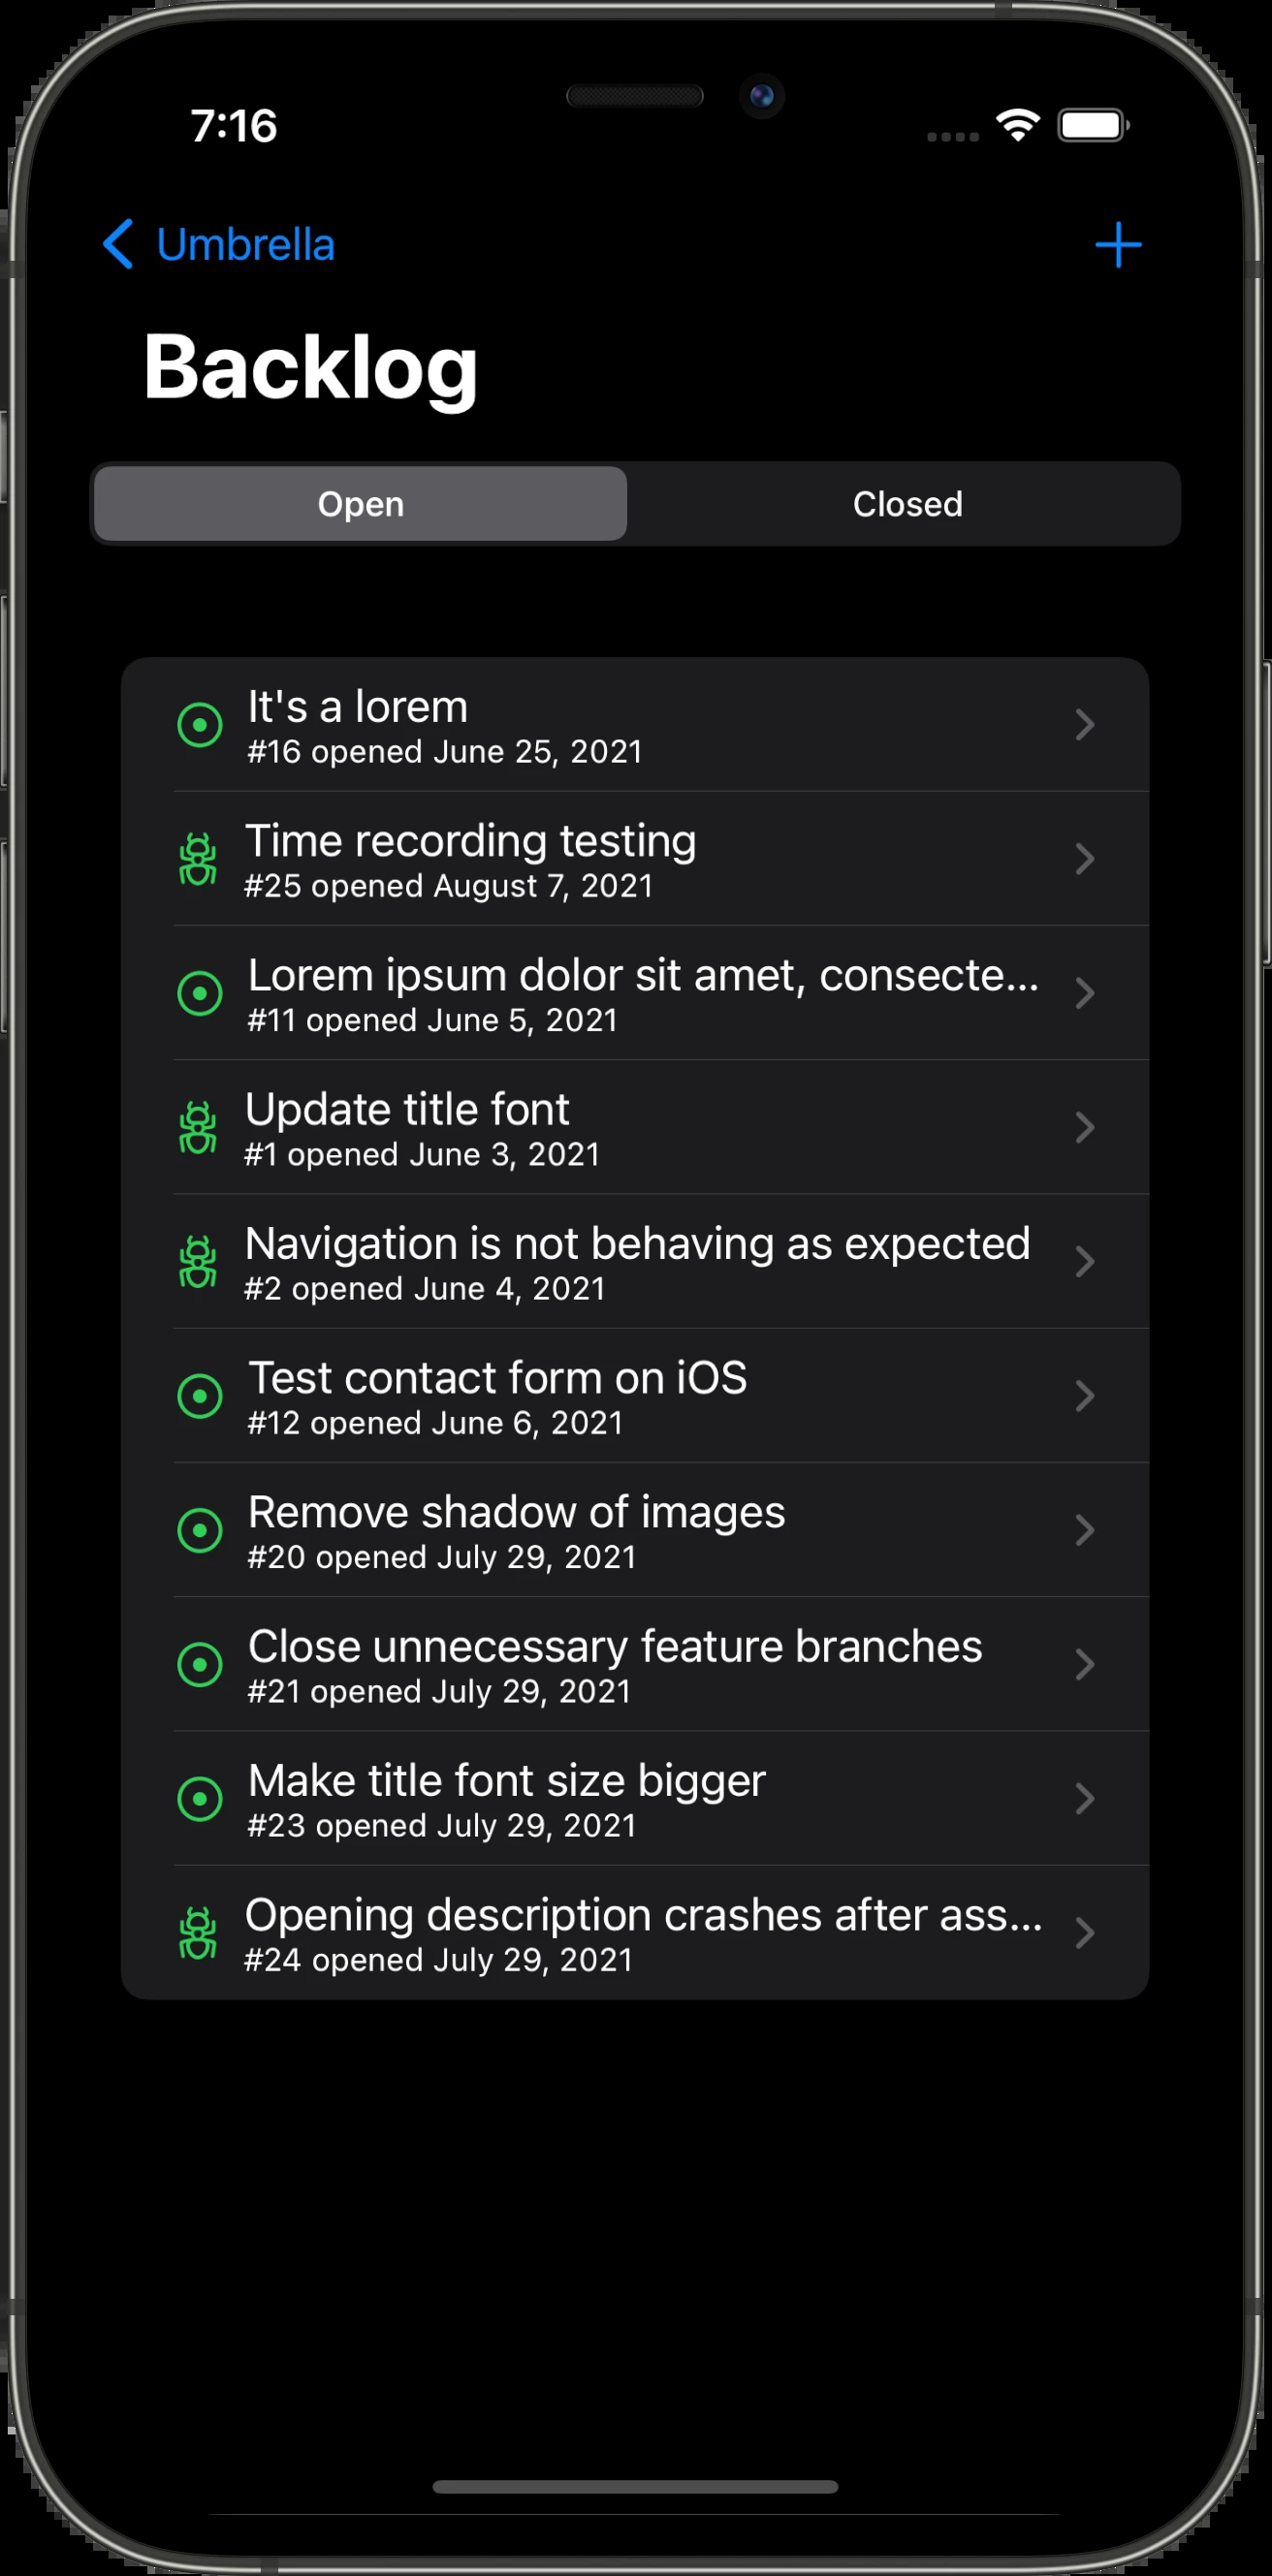 7:16
Umbrella
Backlog
Open
Closed
It's a lorem
#16 opened June 25, 2021
Time recording testing
#25 opened August 7, 2021
Lorem ipsum dolor sit amet, consecte...
#11 opened June 5, 2021
Update title font
#1 opened June 3, 2021
Navigation is not behaving as expected
#2 opened June 4, 2021
Test contact form on iOS
#12 opened June 6, 2021
Remove shadow of images
#20 opened July 29, 2021
Close unnecessary feature branches
#21 opened July 29, 2021
Make title font size bigger
#23 opened July 29, 2021
Opening description crashes after ass...
#24 opened July 29, 2021